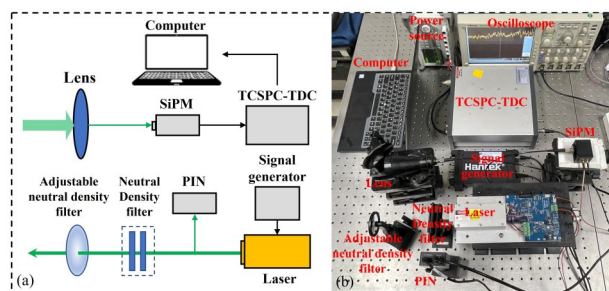 Computer
Lens
SiPM
TCSPC-TDC
Signal
generator
Adjustable
neutral density
filter
Neutral
Density
filter
PIN
Laser
(a)
Power
source
Oscilloscope
Computer
TCSPC-TDC
SiPM
Lens
Signal
generator
Hantek
Neutral
Density
filter
Laser
Adjustable
neutral density
filter
PIN
(b)